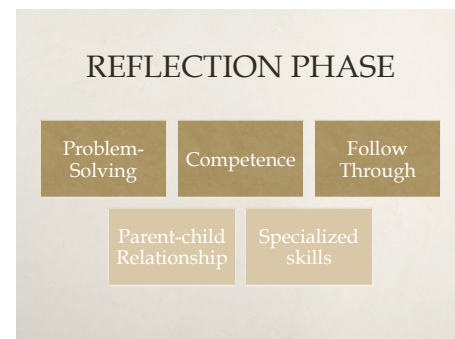 REFLECTION PHASE
Problem-
Solving
Competence
Follow
Through
Parent-child
Relationship
Specialized
skills